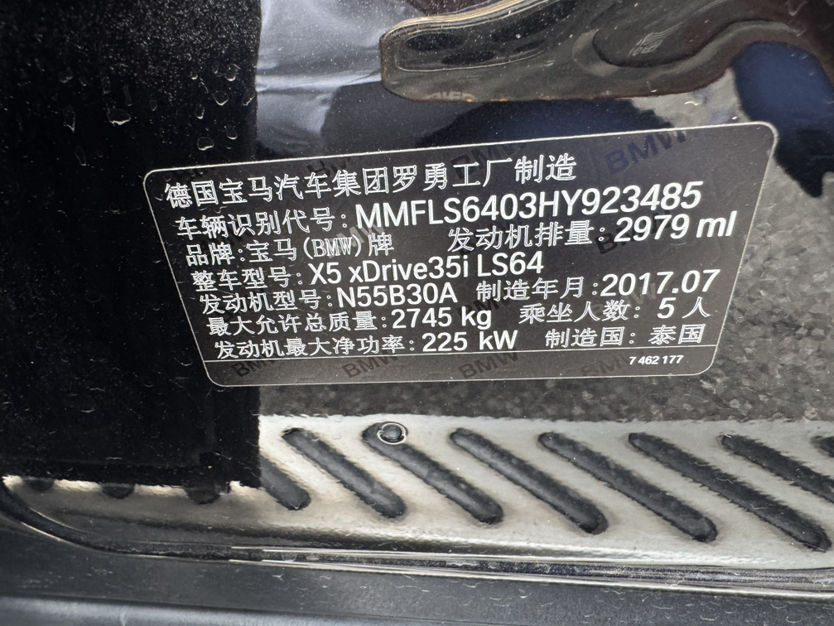 德国宝马汽车集团罗勇工厂制造
车辆识别代号: MMFLS6403HY923485
品牌: 宝马(BMW)牌 发动机排量: 2979 ml
整车型号: X5 xDrive35i LS64
发动机型号: N55B30A 制造年月: 2017.07
最大允许总质量: 2745 kg 乘坐人数: 5 人
发动机最大净功率: 225 kW 制造国: 泰国
7 462 177
BMW BMW BMW